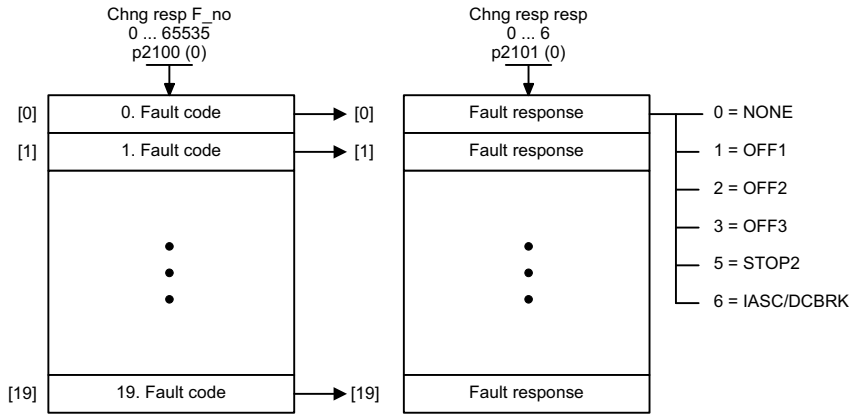 Chng resp F_no
0 ... 65535
p2100 (0)
Chng resp resp
0 ... 6
p2101 (0)
[0] 0. Fault code [0] Fault response 0 = NONE
[1] 1. Fault code [1] Fault response 1 = OFF1
2 = OFF2
3 = OFF3
5 = STOP2
6 = IASC/DCBRK
[19] 19. Fault code [19] Fault response